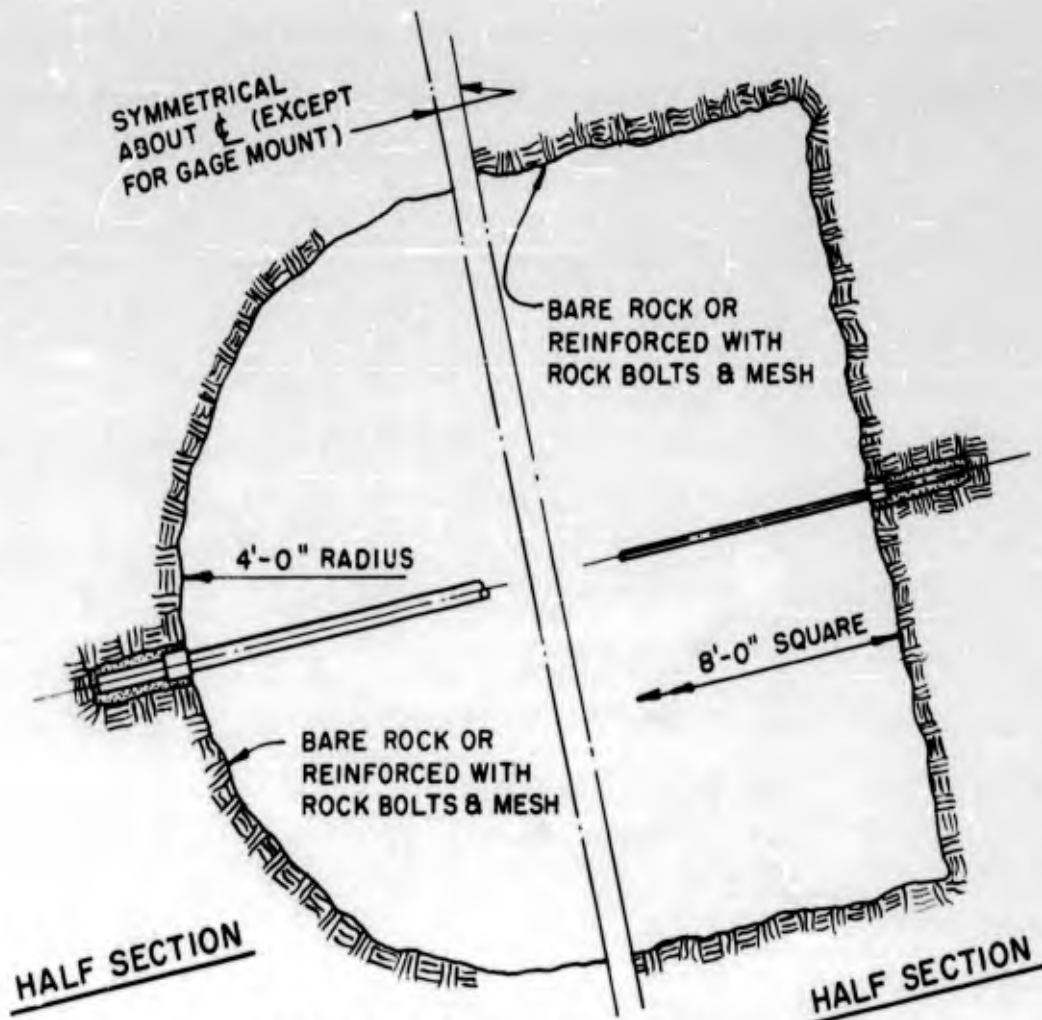 SYMMETRICAL
ABOUT ℄ (EXCEPT
FOR GAGE MOUNT)
BARE ROCK OR
REINFORCED WITH
ROCK BOLTS & MESH
4'-0" RADIUS
8'-0" SQUARE
BARE ROCK OR
REINFORCED WITH
ROCK BOLTS & MESH
HALF SECTION
HALF SECTION